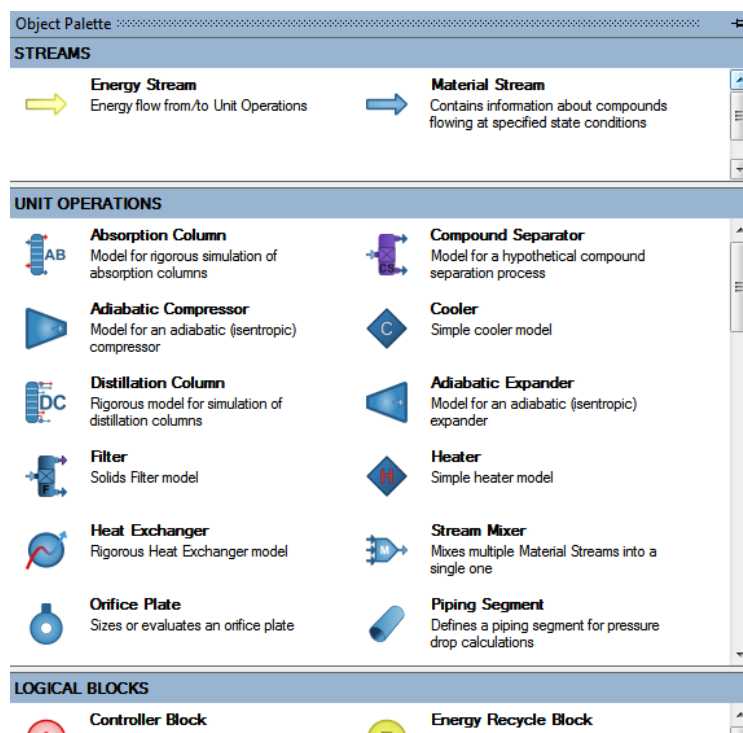 Object Palette
STREAMS
Energy Stream
Energy flow from/to Unit Operations
Material Stream
Contains information about compounds
flowing at specified state conditions
UNIT OPERATIONS
AB
Absorption Column
Model for rigorous simulation of
absorption columns
CS
Compound Separator
Model for a hypothetical compound
separation process
Adiabatic Compressor
Model for an adiabatic (isentropic)
compressor
C
Cooler
Simple cooler model
DC
Distillation Column
Rigorous model for simulation of
distillation columns
Adiabatic Expander
Model for an adiabatic (isentropic)
expander
F
Filter
Solids Filter model
H
Heater
Simple heater model
Heat Exchanger
Rigorous Heat Exchanger model
M
Stream Mixer
Mixes multiple Material Streams into a
single one
Orifice Plate
Sizes or evaluates an orifice plate
Piping Segment
Defines a piping segment for pressure
drop calculations
LOGICAL BLOCKS
Controller Block
Energy Recycle Block